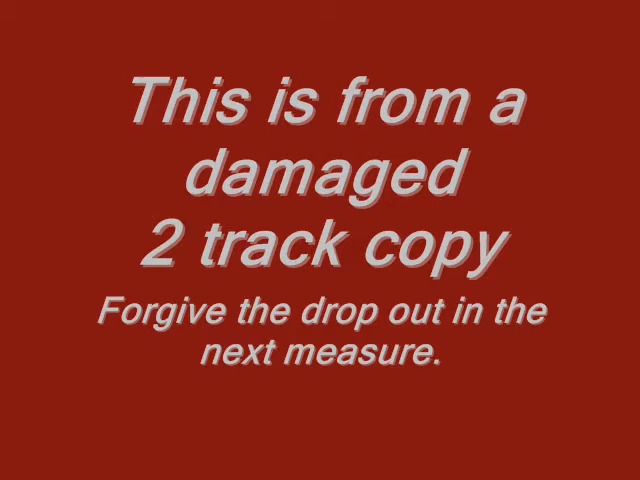 This is from a
damaged
2 track copy
Forgive the drop out in the
next measure.